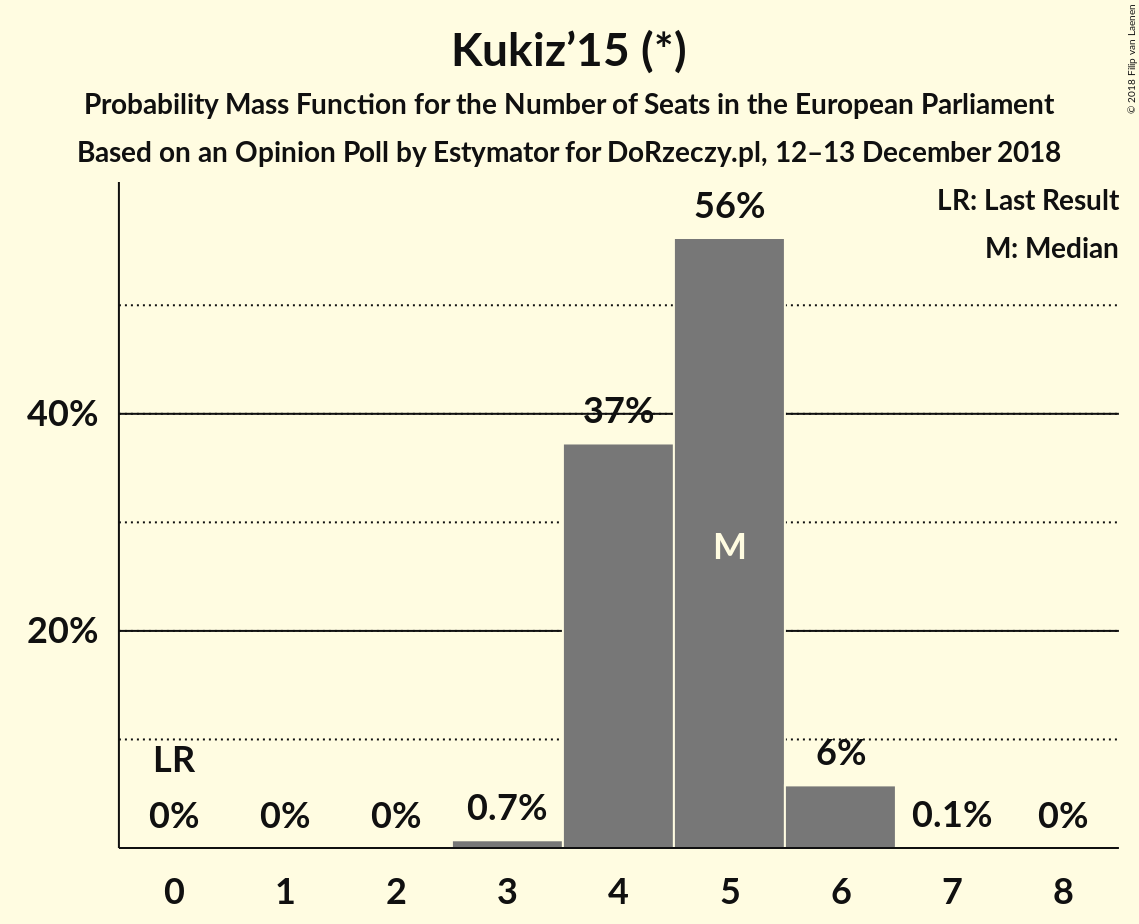 Kukiz’15 (*)
Probability Mass Function for the Number of Seats in the European Parliament
Based on an Opinion Poll by Estymator for DoRzeczy.pl, 12–13 December 2018
© 2018 Filip van Laenen
LR: Last Result
M: Median
56%
40%
37%
M
20%
LR
0%
0%
0%
0.7%
6%
0.1%
0%
0 1 2 3 4 5 6 7 8